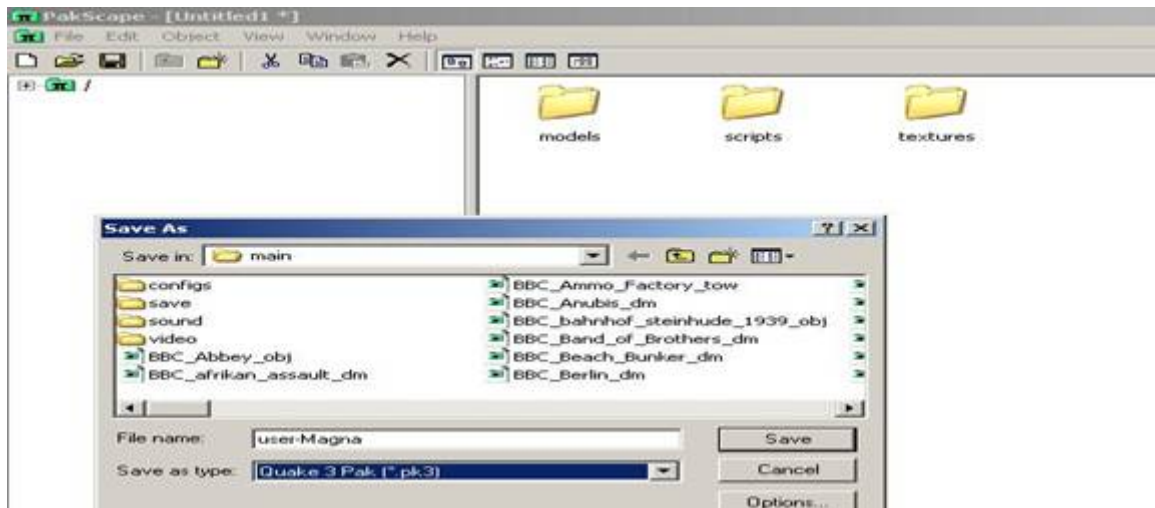 PakScape - [Untitled1 *]
File Edit Object View Window Help
/
models scripts textures
Save As
Save in: main
configs
save
sound
video
BBC_Abbey_obj
BBC_afrikan_assault_dm
BBC_Ammo_Factory_tow
BBC_Anubis_dm
BBC_bahnhof_steinhude_1939_obj
BBC_Band_of_Brothers_dm
BBC_Beach_Bunker_dm
BBC_Berlin_dm
File name: user-Magna Save
Save as type: Quake 3 Pak (*.pk3) Cancel
Options...